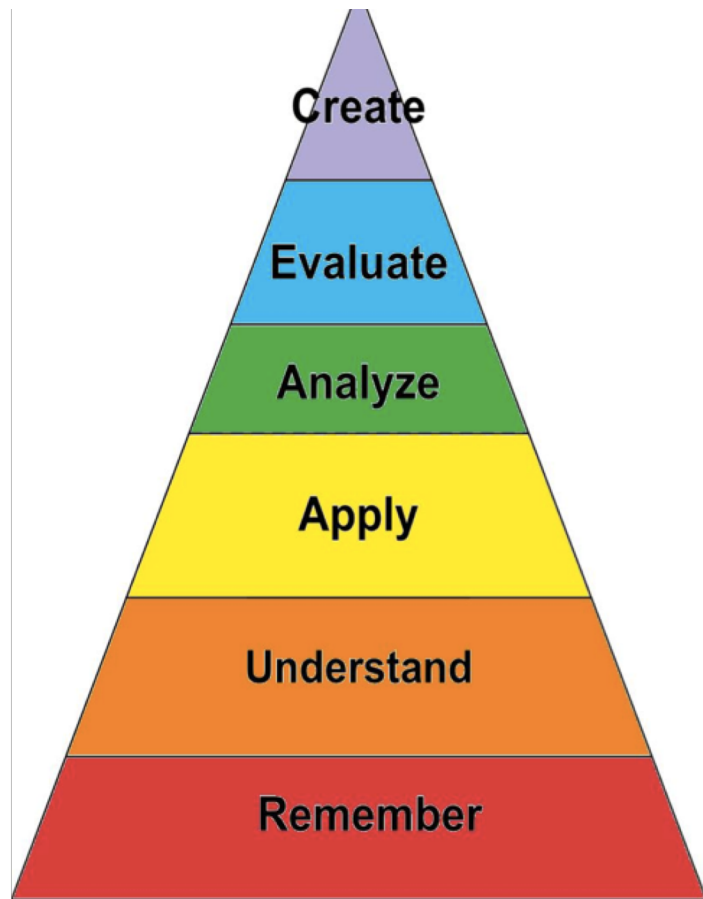 Create
Evaluate
Analyze
Apply
Understand
Remember